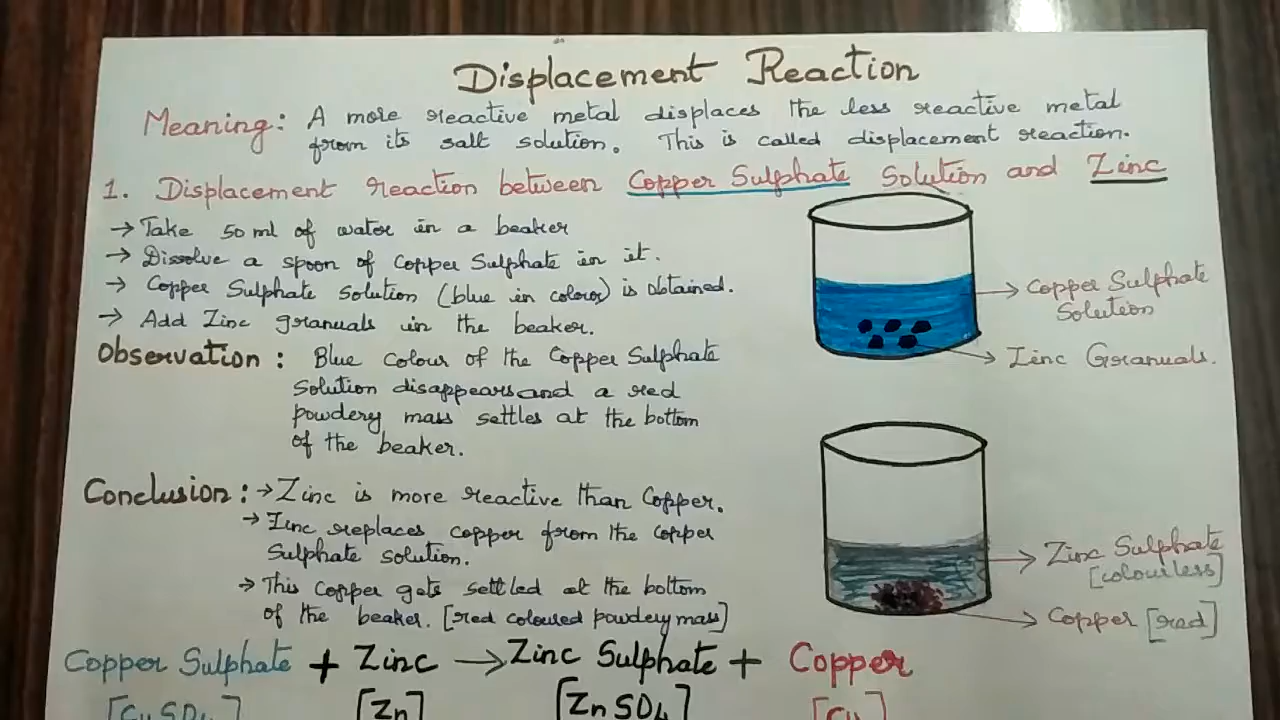 Displacement Reaction
Meaning: A more reactive metal displaces the less reactive metal
from its salt solution. This is called displacement reaction.
1. Displacement reaction between Copper Sulphate Solution and Zinc
→ Take 50 ml of water in a beaker
→ Dissolve a spoon of Copper Sulphate in it.
→ Copper Sulphate Solution (blue in colour) is obtained.
→ Add Zinc granuals in the beaker.
Copper Sulphate
Solution
Zinc Granuals.
Observation: Blue colour of the Copper Sulphate
Solution disappears and a red
powdery mass settles at the bottom
of the beaker.
Conclusion: → Zinc is more reactive than Copper.
→ Zinc replaces copper from the copper
Sulphate solution.
→ This Copper gets settled at the bottom
of the beaker. [red coloured powdery mass]
Zinc Sulphate
[colourless]
Copper [red]
Copper Sulphate + Zinc → Zinc Sulphate + Copper
[CuSO4] [Zn] [ZnSO4] [Cu]